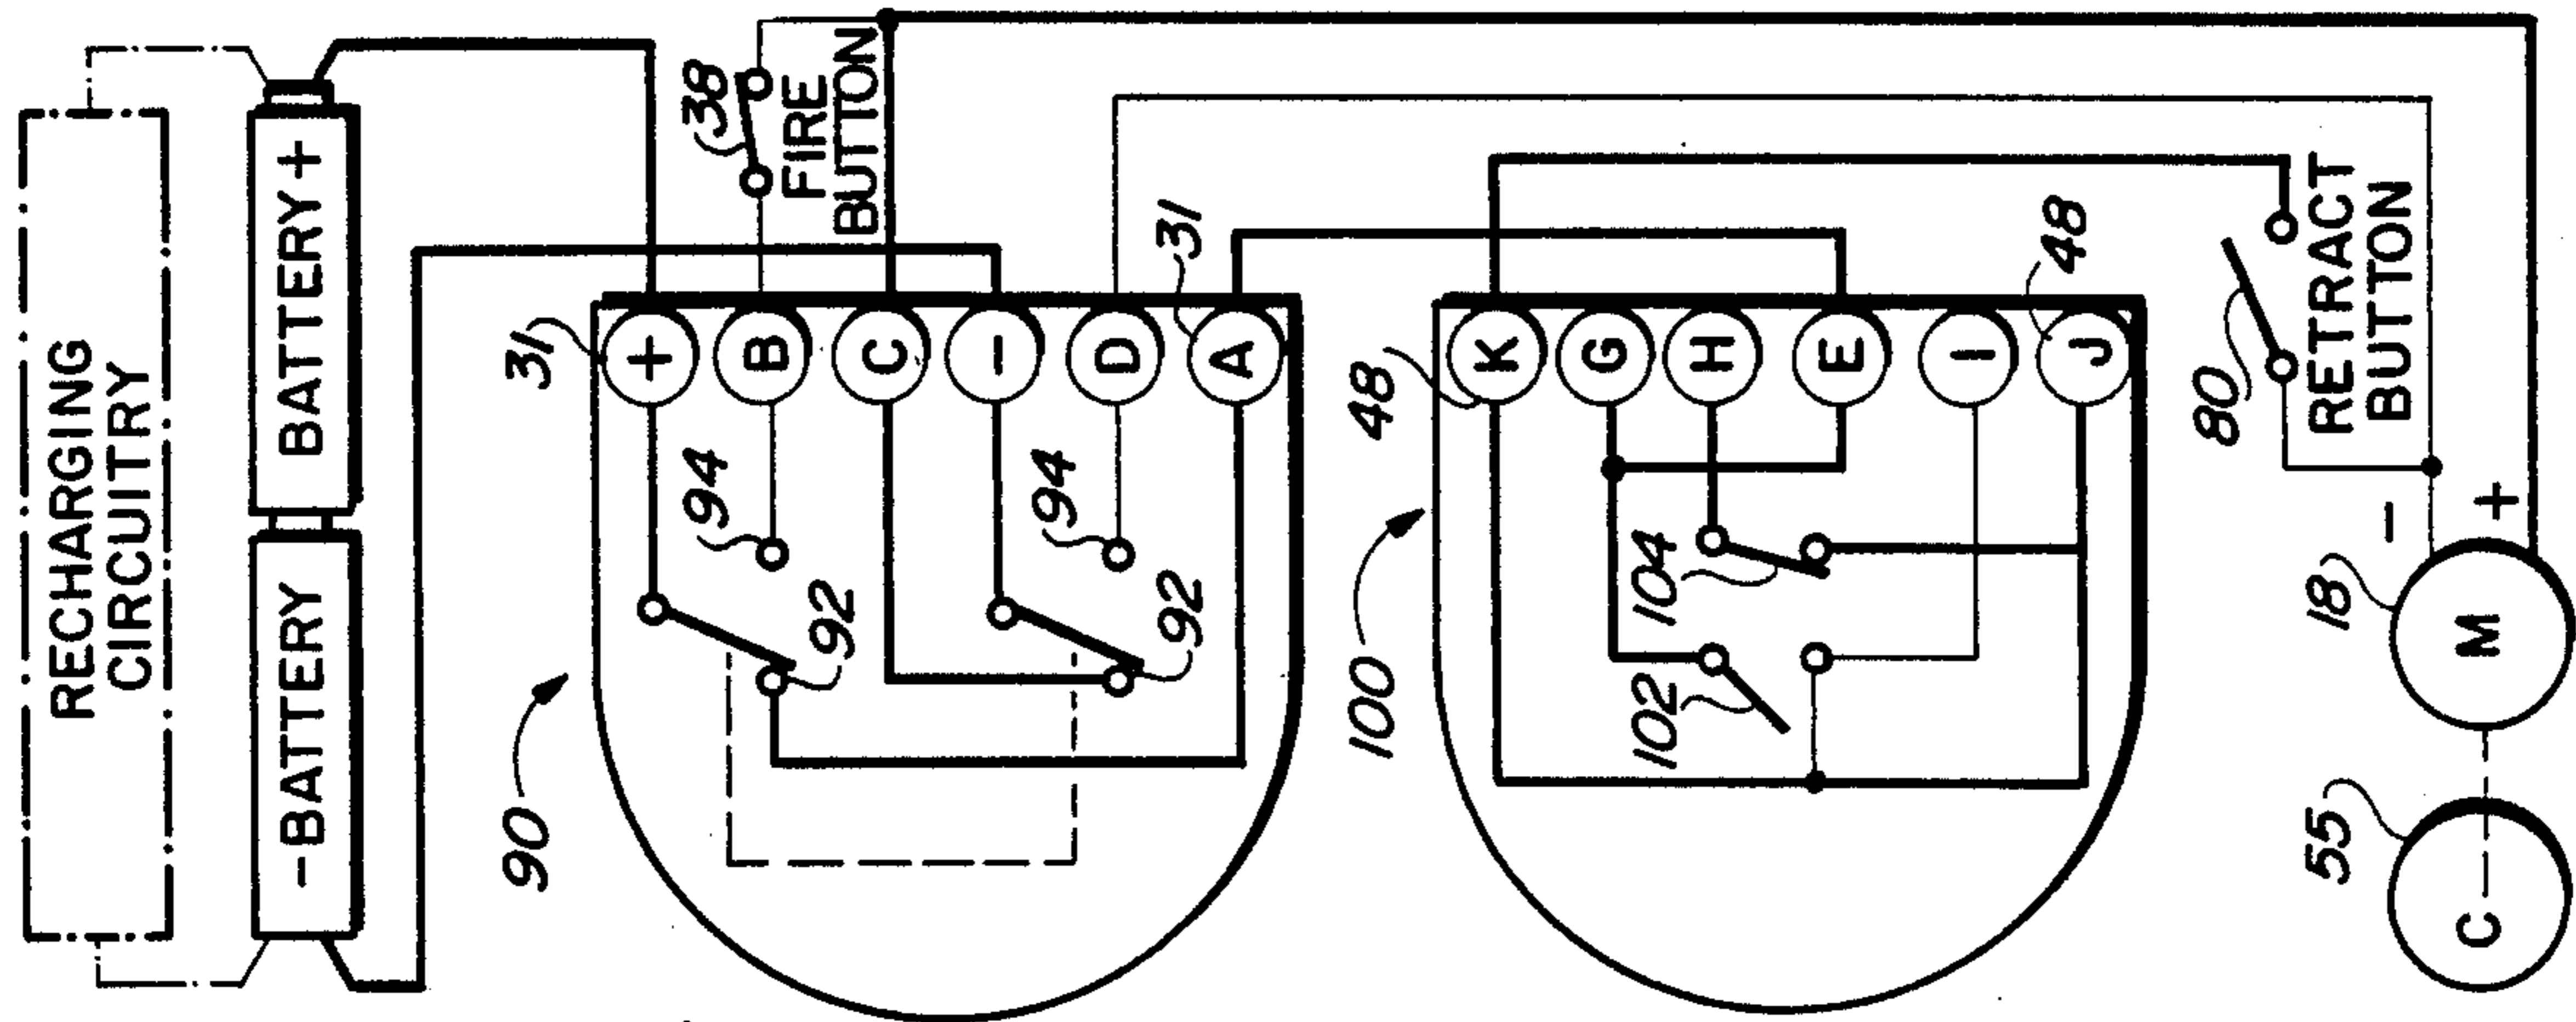 RECHARGING
CIRCUITRY
-BATTERY
BATTERY+
38
FIRE
BUTTON
31
+
B
C
-
D
A
31
94
94
92
92
90
48
K
G
H
E
I
J
48
104
102
100
80
RETRACT
BUTTON
18
M
-
+
55
C